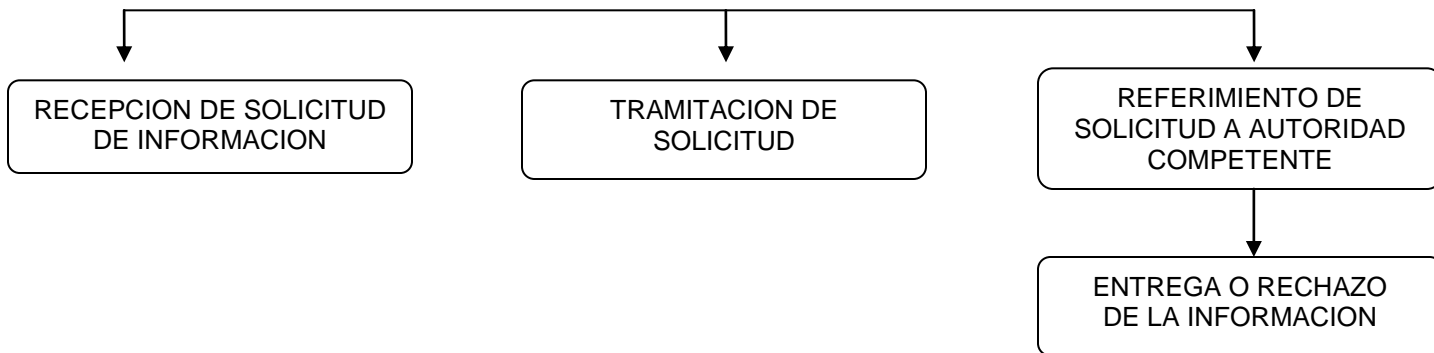 RECEPCION DE SOLICITUD
DE INFORMACION
TRAMITACION DE
SOLICITUD
REFERIMIENTO DE
SOLICITUD A AUTORIDAD
COMPETENTE
ENTREGA O RECHAZO
DE LA INFORMACION